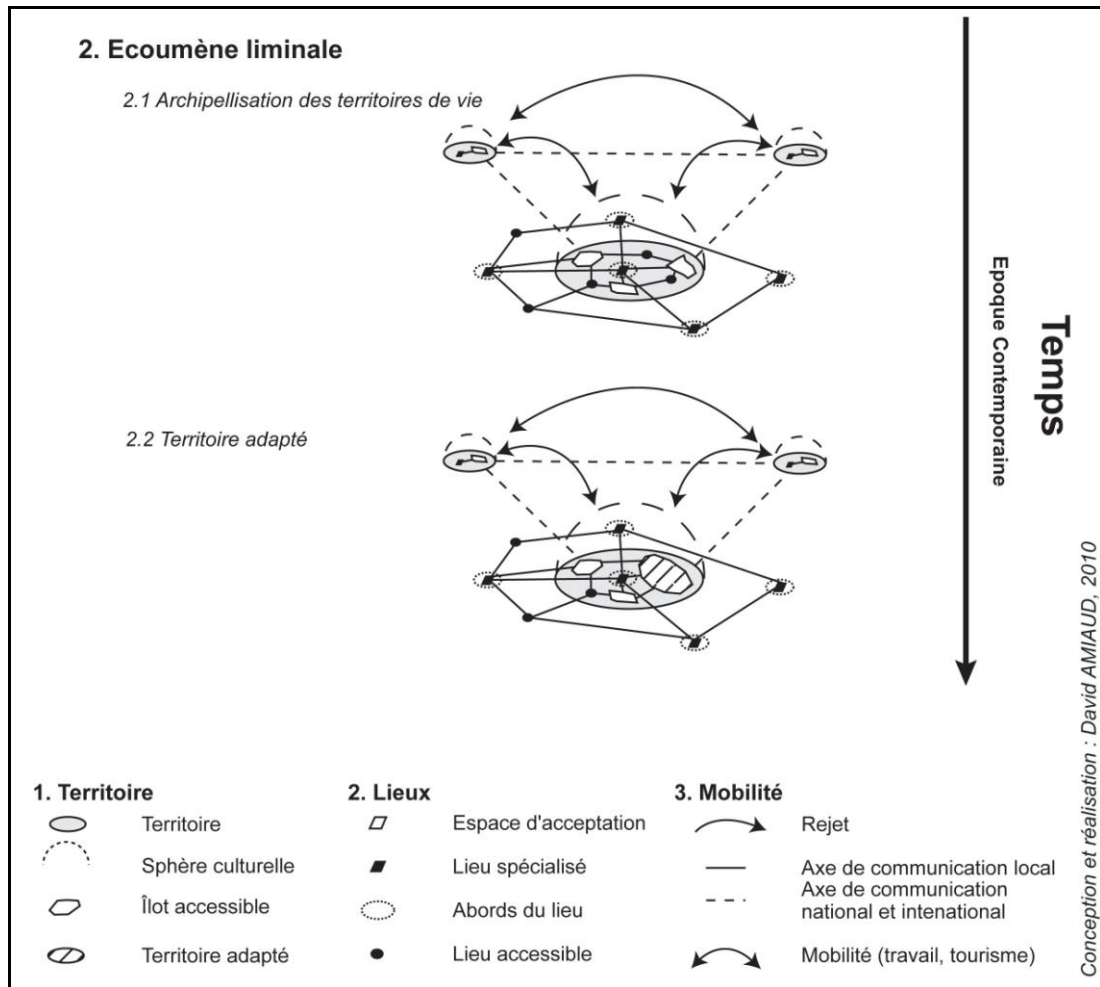 2. Ecoumène liminale
2.1 Archipellisation des territoires de vie
2.2 Territoire adapté
Temps
Epoque Contemporaine
1. Territoire
Territoire
Sphère culturelle
Îlot accessible
Territoire adapté
2. Lieux
Espace d'acceptation
Lieu spécialisé
Abords du lieu
Lieu accessible
3. Mobilité
Rejet
Axe de communication local
Axe de communication
national et intenational
Mobilité (travail, tourisme)
Conception et réalisation : David AMIAUD, 2010